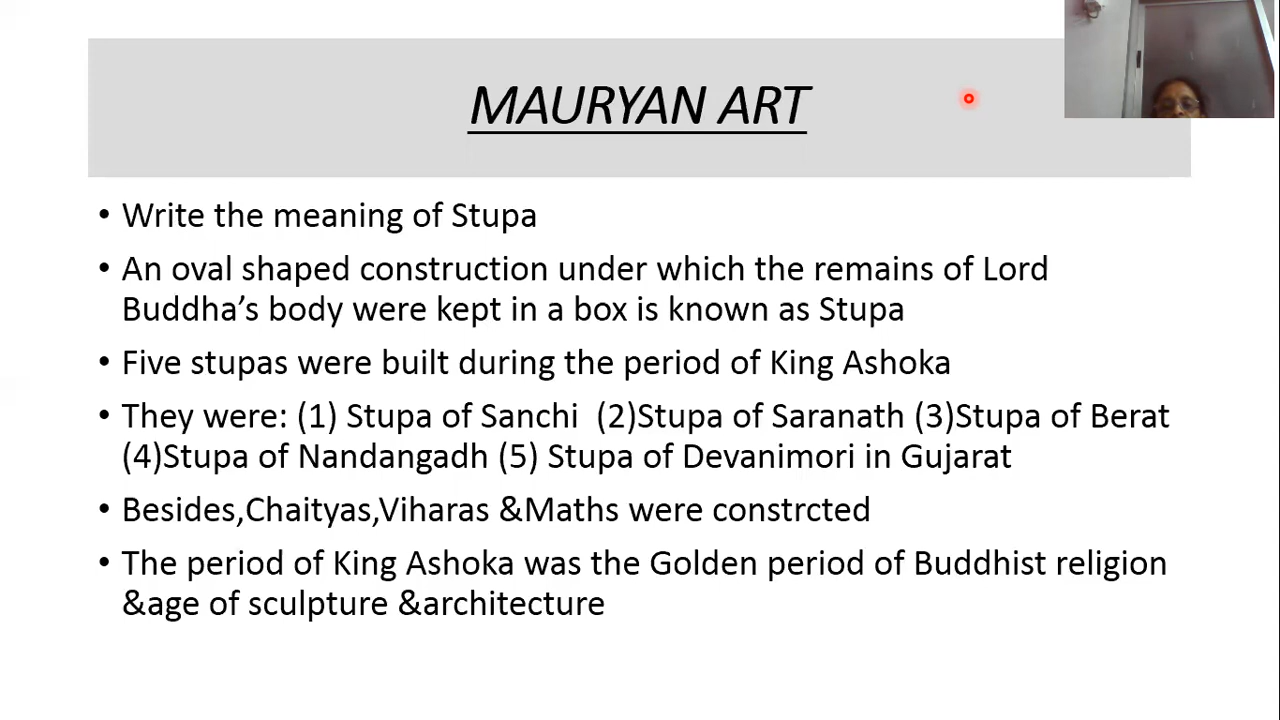 MAURYAN ART
• Write the meaning of Stupa
• An oval shaped construction under which the remains of Lord
Buddha's body were kept in a box is known as Stupa
• Five stupas were built during the period of King Ashoka
• They were: (1) Stupa of Sanchi  (2)Stupa of Saranath (3)Stupa of Berat
(4)Stupa of Nandangadh (5) Stupa of Devanimori in Gujarat
• Besides,Chaityas,Viharas &Maths were constrcted
• The period of King Ashoka was the Golden period of Buddhist religion
&age of sculpture &architecture